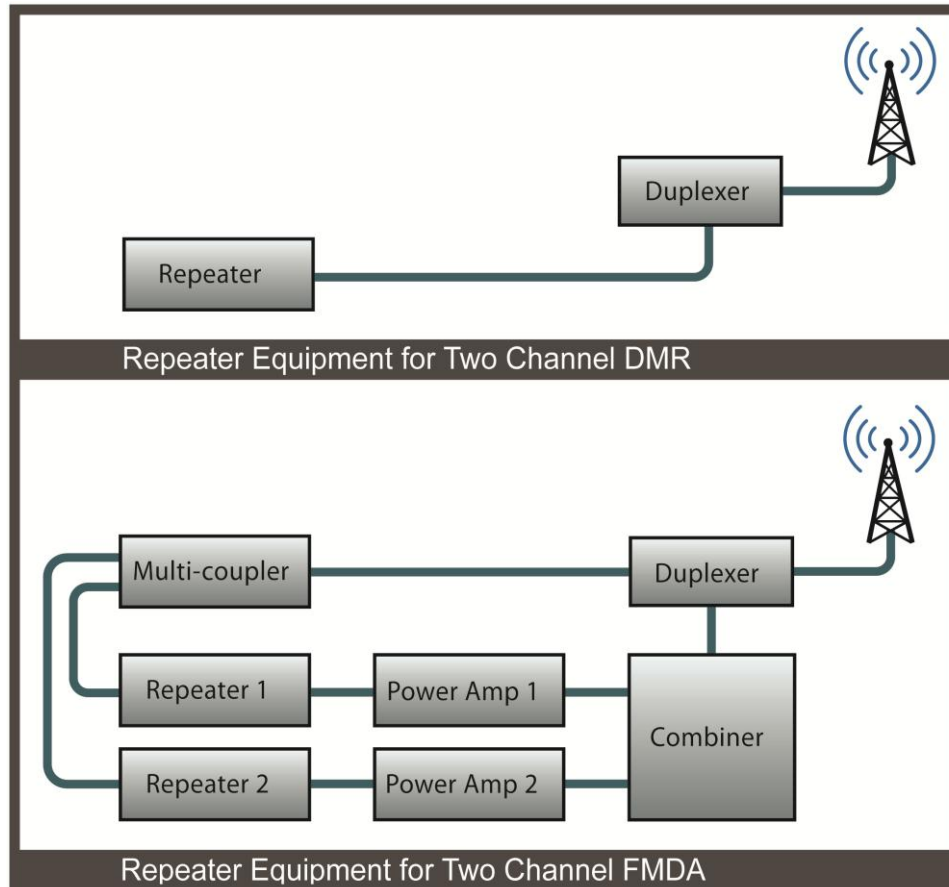 Duplexer
Repeater
Repeater Equipment for Two Channel DMR
Multi-coupler
Duplexer
Repeater 1
Power Amp 1
Combiner
Repeater 2
Power Amp 2
Repeater Equipment for Two Channel FMDA